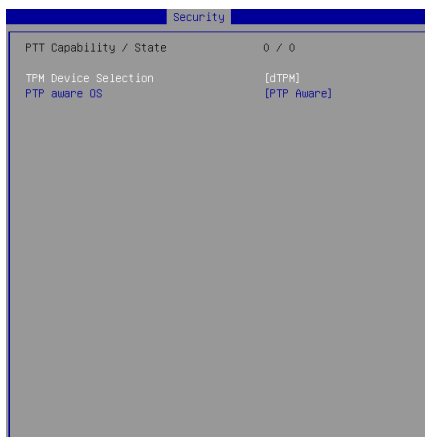 Security
PTT Capability / State 0 / 0
TPM Device Selection [dTPM]
PTP aware OS [PTP Aware]